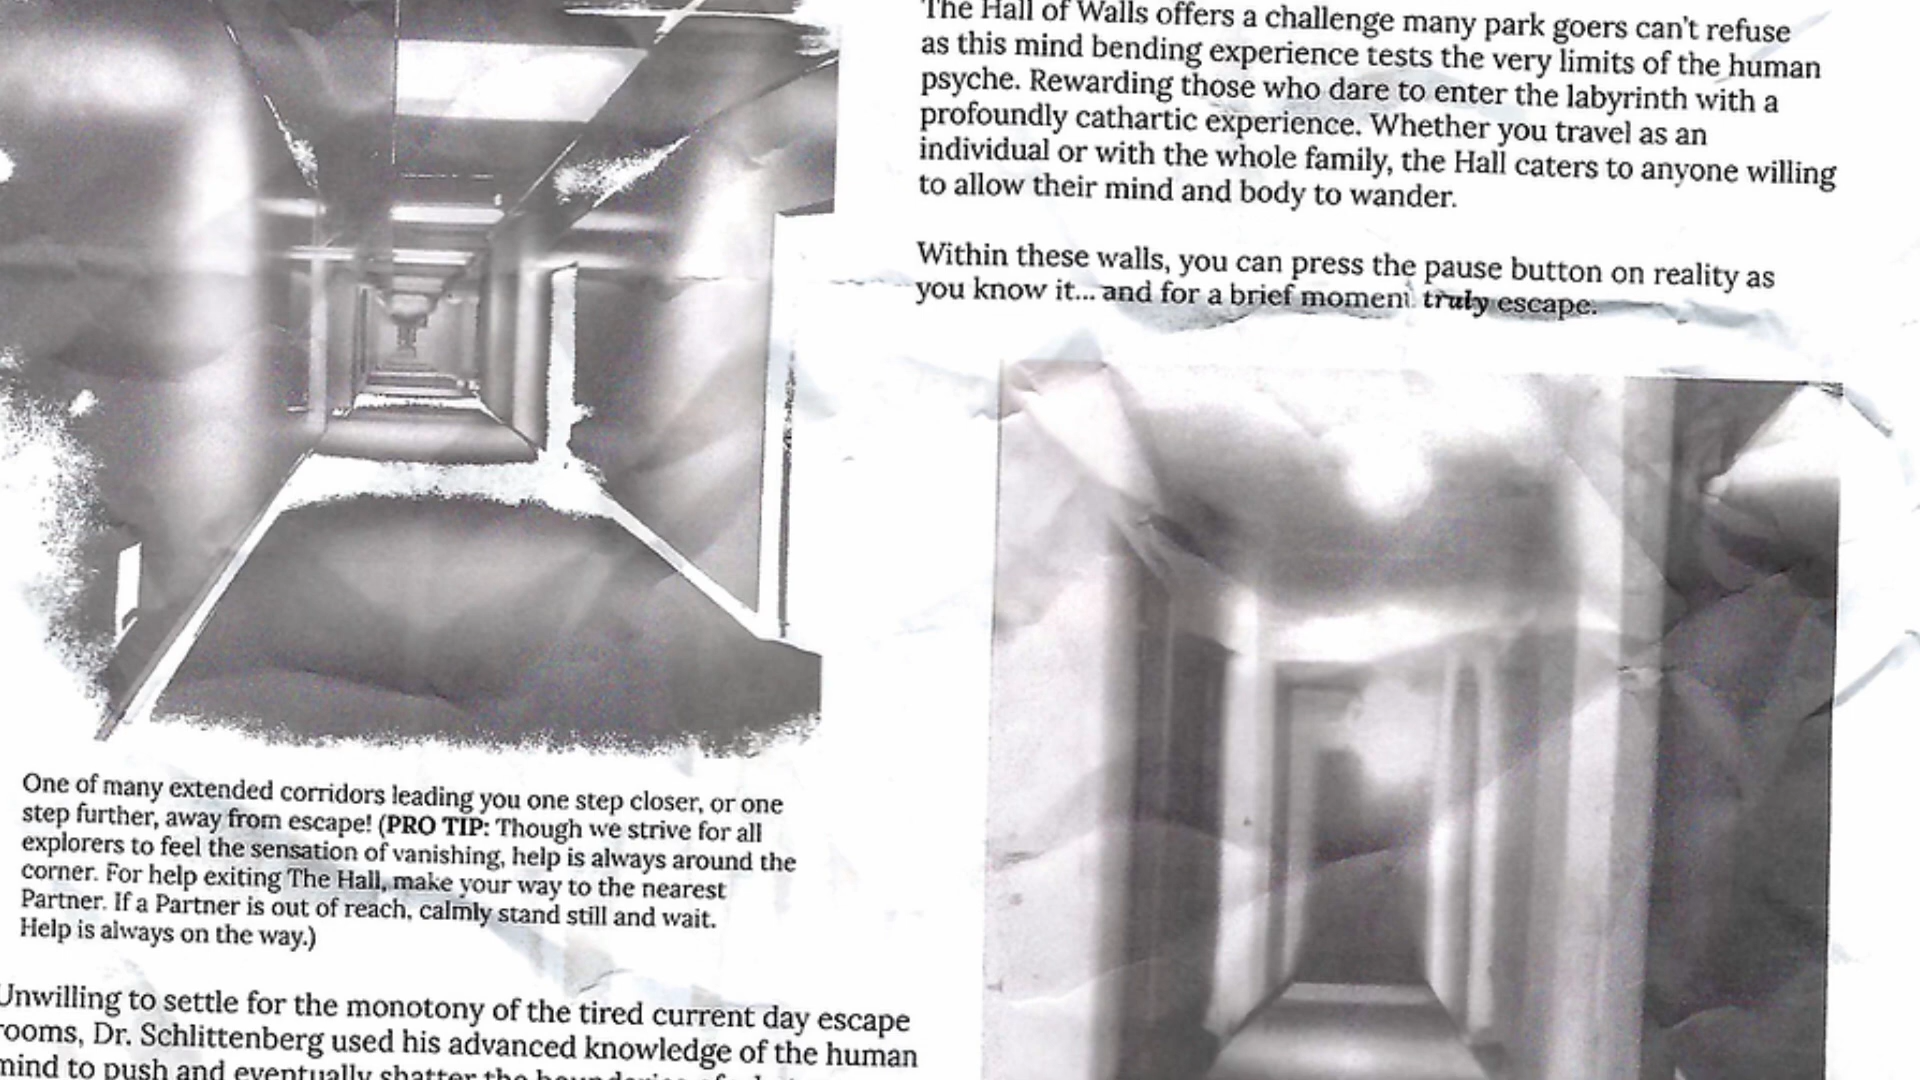 The Hall of Walls offers a challenge many park goers can't refuse
as this mind bending experience tests the very limits of the human
psyche. Rewarding those who dare to enter the labyrinth with a
profoundly cathartic experience. Whether you travel as an
individual or with the whole family, the Hall caters to anyone willing
to allow their mind and body to wander.
Within these walls, you can press the pause button on reality as
you know it... and for a brief moment truly escape.
One of many extended corridors leading you one step closer, or one
step further, away from escape! (PRO TIP: Though we strive for all
explorers to feel the sensation of vanishing, help is always around the
corner. For help exiting The Hall, make your way to the nearest
Partner. If a Partner is out of reach, calmly stand still and wait.
Help is always on the way.)
Unwilling to settle for the monotony of the tired current day escape
rooms, Dr. Schlittenberg used his advanced knowledge of the human
mind to push and eventually shatter the